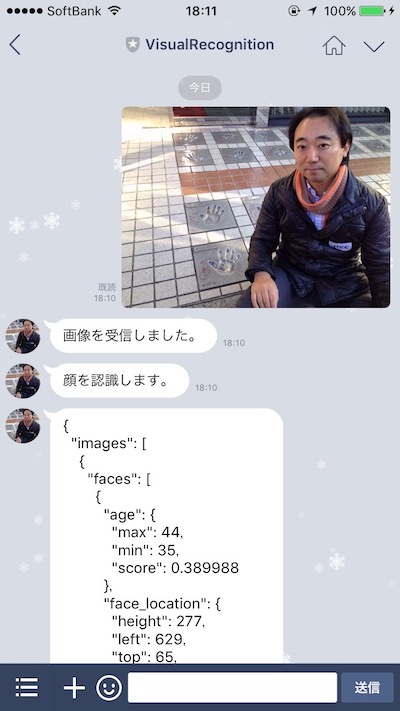 SoftBank 18:11 100%
VisualRecognition
今日
既読
18:10
画像を受信しました。
18:10
顔を認識します。
18:10
{
"images": [
{
"faces": [
{
"age": {
"max": 44,
"min": 35,
"score": 0.389988
},
"face_location": {
"height": 277,
"left": 629,
"top": 65,
送信